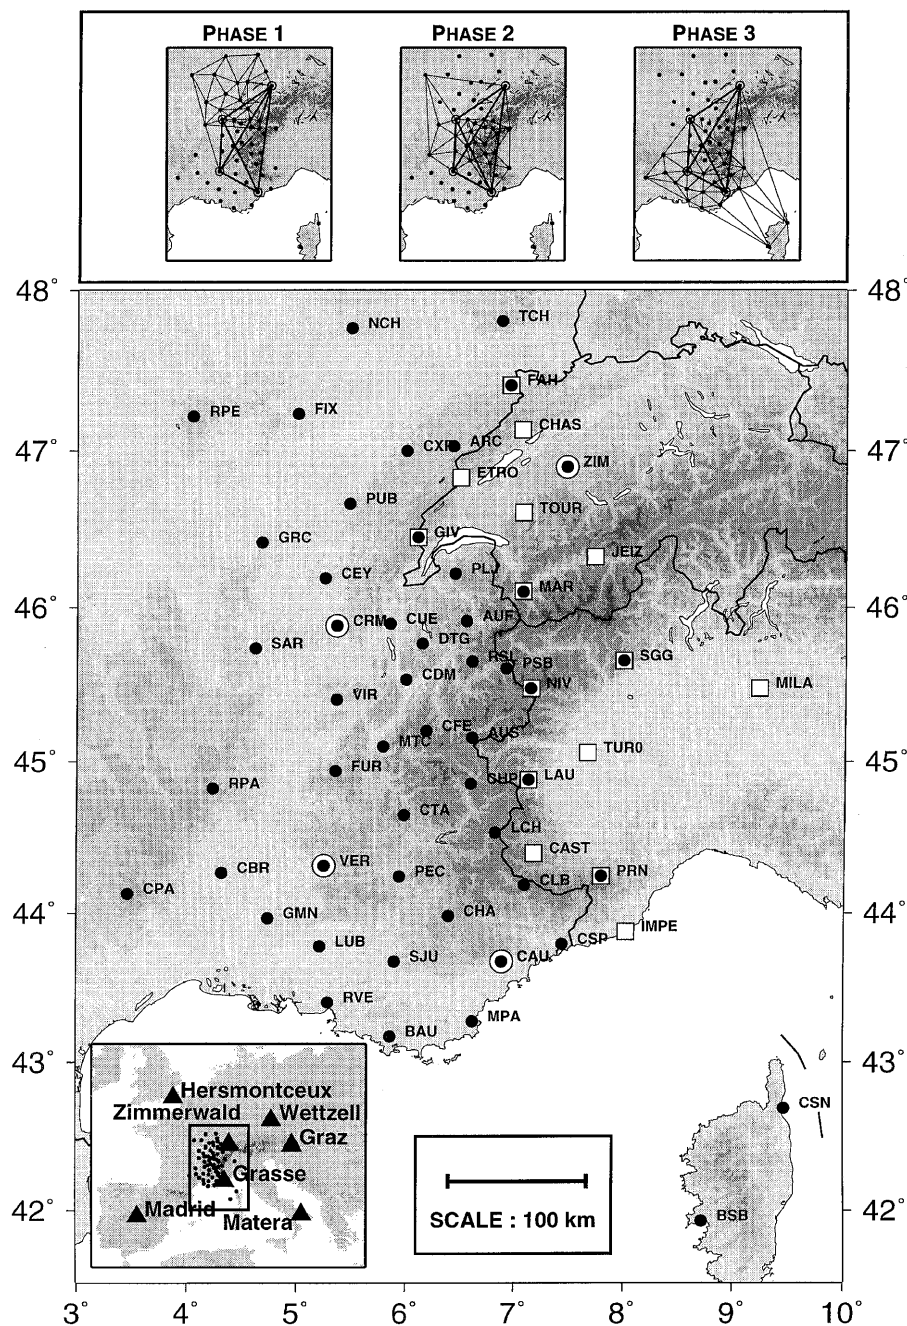 PHASE 1
PHASE 2
PHASE 3
48°
48°
NCH
TCH
FAH
RPE
FIX
CHAS
CXP
ARC
47°
47°
ZIM
ETRO
PUB
TOUR
GRC
GIV
JEIZ
CEY
PLJ
MAR
46°
46°
CRM
CUE
AUF
DTG
SAR
RSL
PSB
SGG
CDM
NIV
MILA
VIR
CFE
AUS
MTC
TUR0
45°
45°
FUR
CUP
LAU
RPA
CTA
LCH
CAST
VER
CBR
PEC
CLB
PRN
CPA
44°
44°
GMN
CHA
IMPE
LUB
CSP
SJU
CAU
RVE
MPA
BAU
43°
43°
Hersmontceux
Zimmerwald
Wettzell
Graz
Grasse
Madrid
Matera
CSN
SCALE : 100 km
BSB
42°
42°
3°
4°
5°
6°
7°
8°
9°
10°